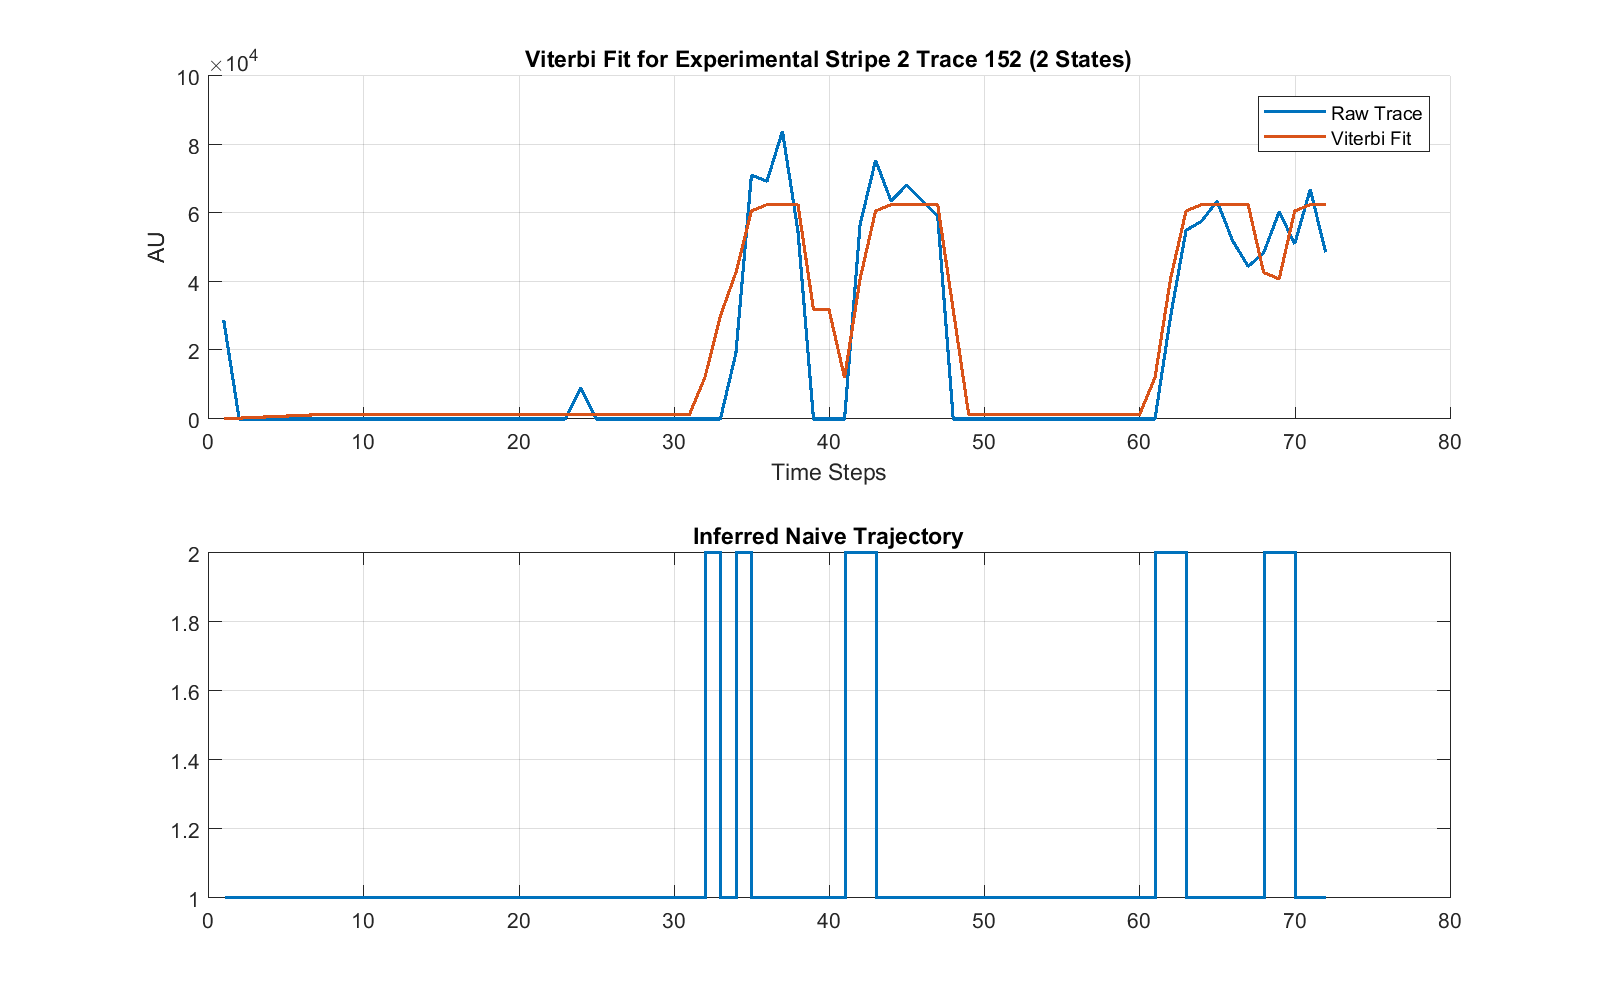 Viterbi Fit for Experimental Stripe 2 Trace 152 (2 States)
×10⁴
10
8
6
4
2
0
AU
Raw Trace
Viterbi Fit
0 10 20 30 40 50 60 70 80
Time Steps
Inferred Naive Trajectory
2
1.8
1.6
1.4
1.2
1
0 10 20 30 40 50 60 70 80